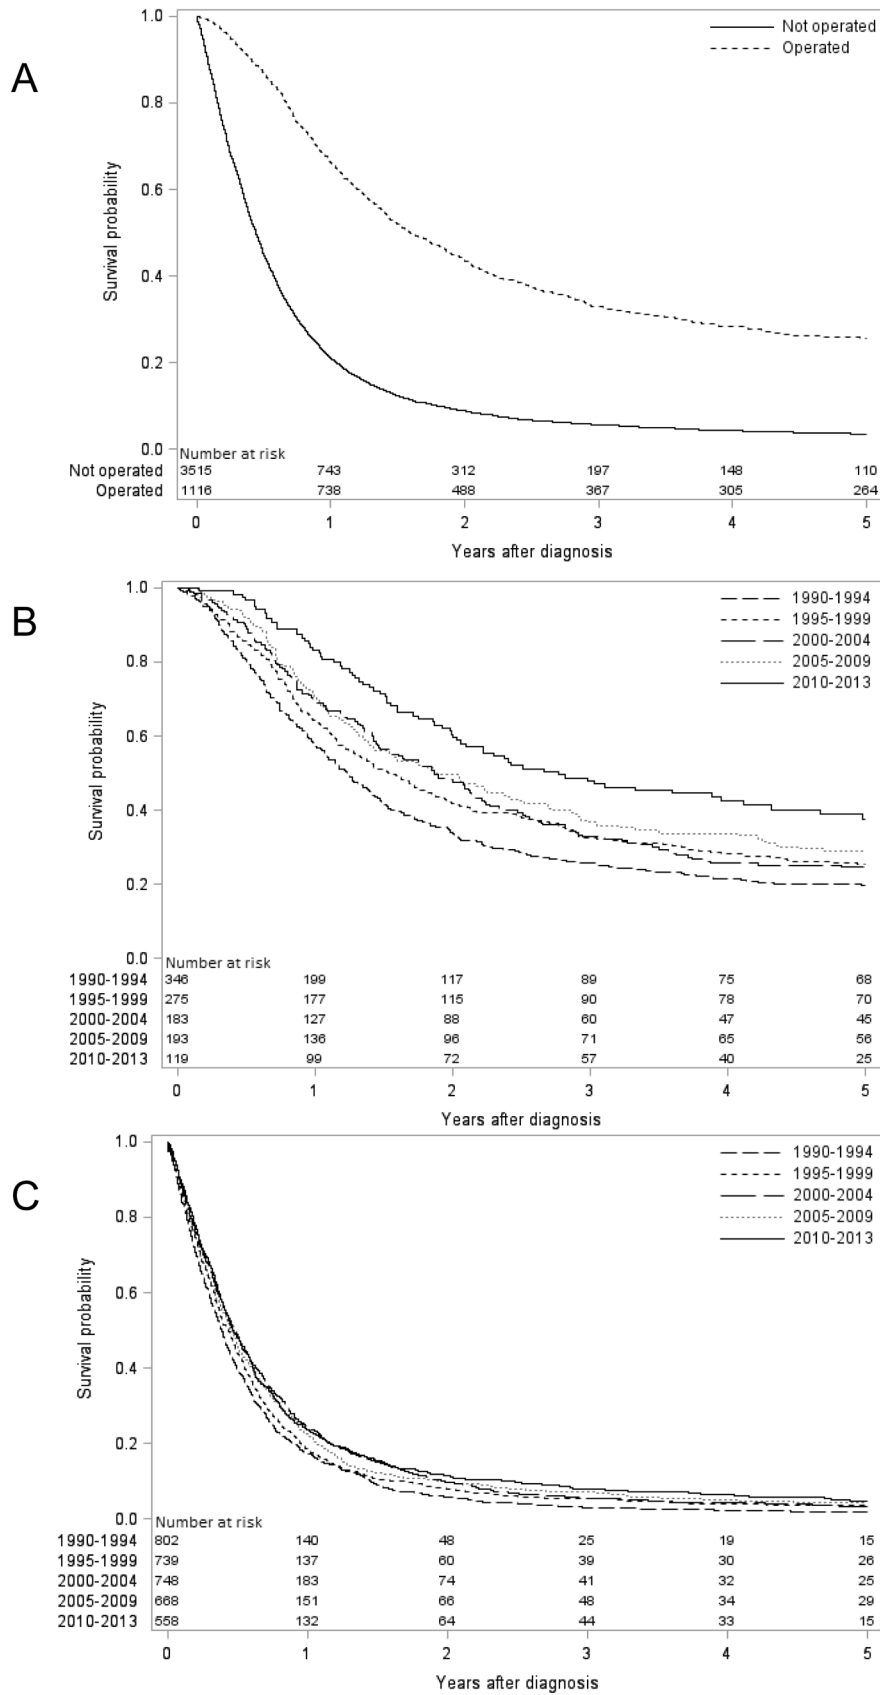 A
Not operated
Operated
1.0
0.8
0.6
0.4
0.2
0.0
Survival probability
Number at risk
Not operated 3515 743 312 197 148 110
Operated 1116 738 488 367 305 264
0 1 2 3 4 5
Years after diagnosis
B
1990-1994
1995-1999
2000-2004
2005-2009
2010-2013
1.0
0.8
0.6
0.4
0.2
0.0
Survival probability
Number at risk
1990-1994 346 199 117 89 75 68
1995-1999 275 177 115 90 78 70
2000-2004 183 127 88 60 47 45
2005-2009 193 136 96 71 65 56
2010-2013 119 99 72 57 40 25
0 1 2 3 4 5
Years after diagnosis
C
1990-1994
1995-1999
2000-2004
2005-2009
2010-2013
1.0
0.8
0.6
0.4
0.2
0.0
Survival probability
Number at risk
1990-1994 802 140 48 25 19 15
1995-1999 739 137 60 39 30 26
2000-2004 748 183 74 41 32 25
2005-2009 668 151 66 48 34 29
2010-2013 558 132 64 44 33 15
0 1 2 3 4 5
Years after diagnosis